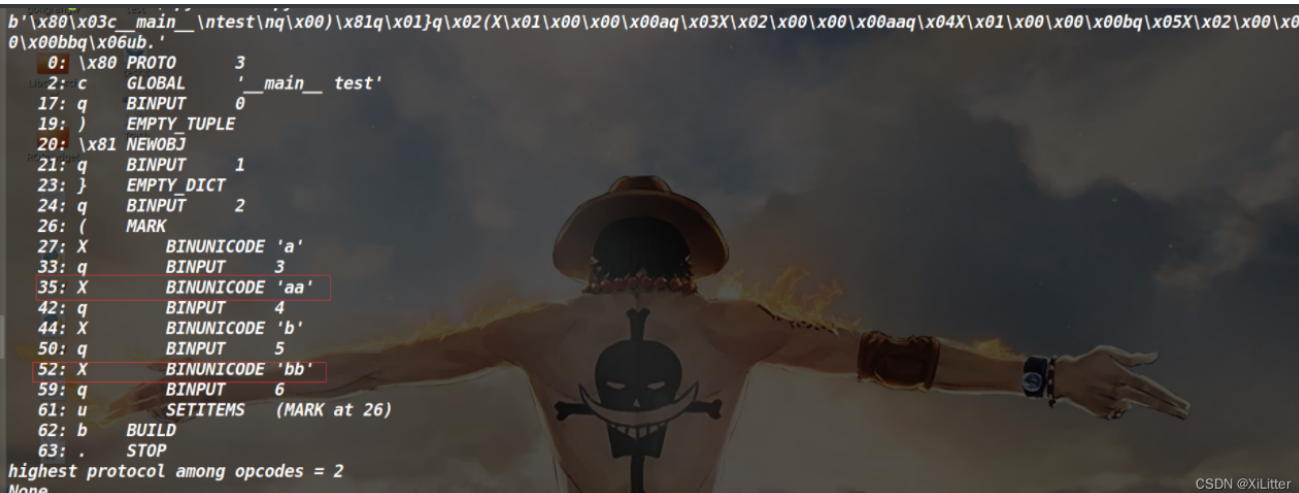 b'\x80\x03c__main__\ntest\nq\x00)\x81q\x01}q\x02(X\x01\x00\x00\x00aq\x03X\x02\x00\x00\x00aaq\x04X\x01\x00\x00\x00bq\x05X\x02\x00\x0
0\x00bbq\x06ub.'
0: \x80 PROTO 3
2: c GLOBAL '__main__ test'
17: q BINPUT 0
19: ) EMPTY_TUPLE
20: \x81 NEWOBJ
21: q BINPUT 1
23: } EMPTY_DICT
24: q BINPUT 2
26: ( MARK
27: X BINUNICODE 'a'
33: q BINPUT 3
35: X BINUNICODE 'aa'
42: q BINPUT 4
44: X BINUNICODE 'b'
50: q BINPUT 5
52: X BINUNICODE 'bb'
59: q BINPUT 6
61: u SETITEMS (MARK at 26)
62: b BUILD
63: . STOP
highest protocol among opcodes = 2
None
CSDN @XiLitter